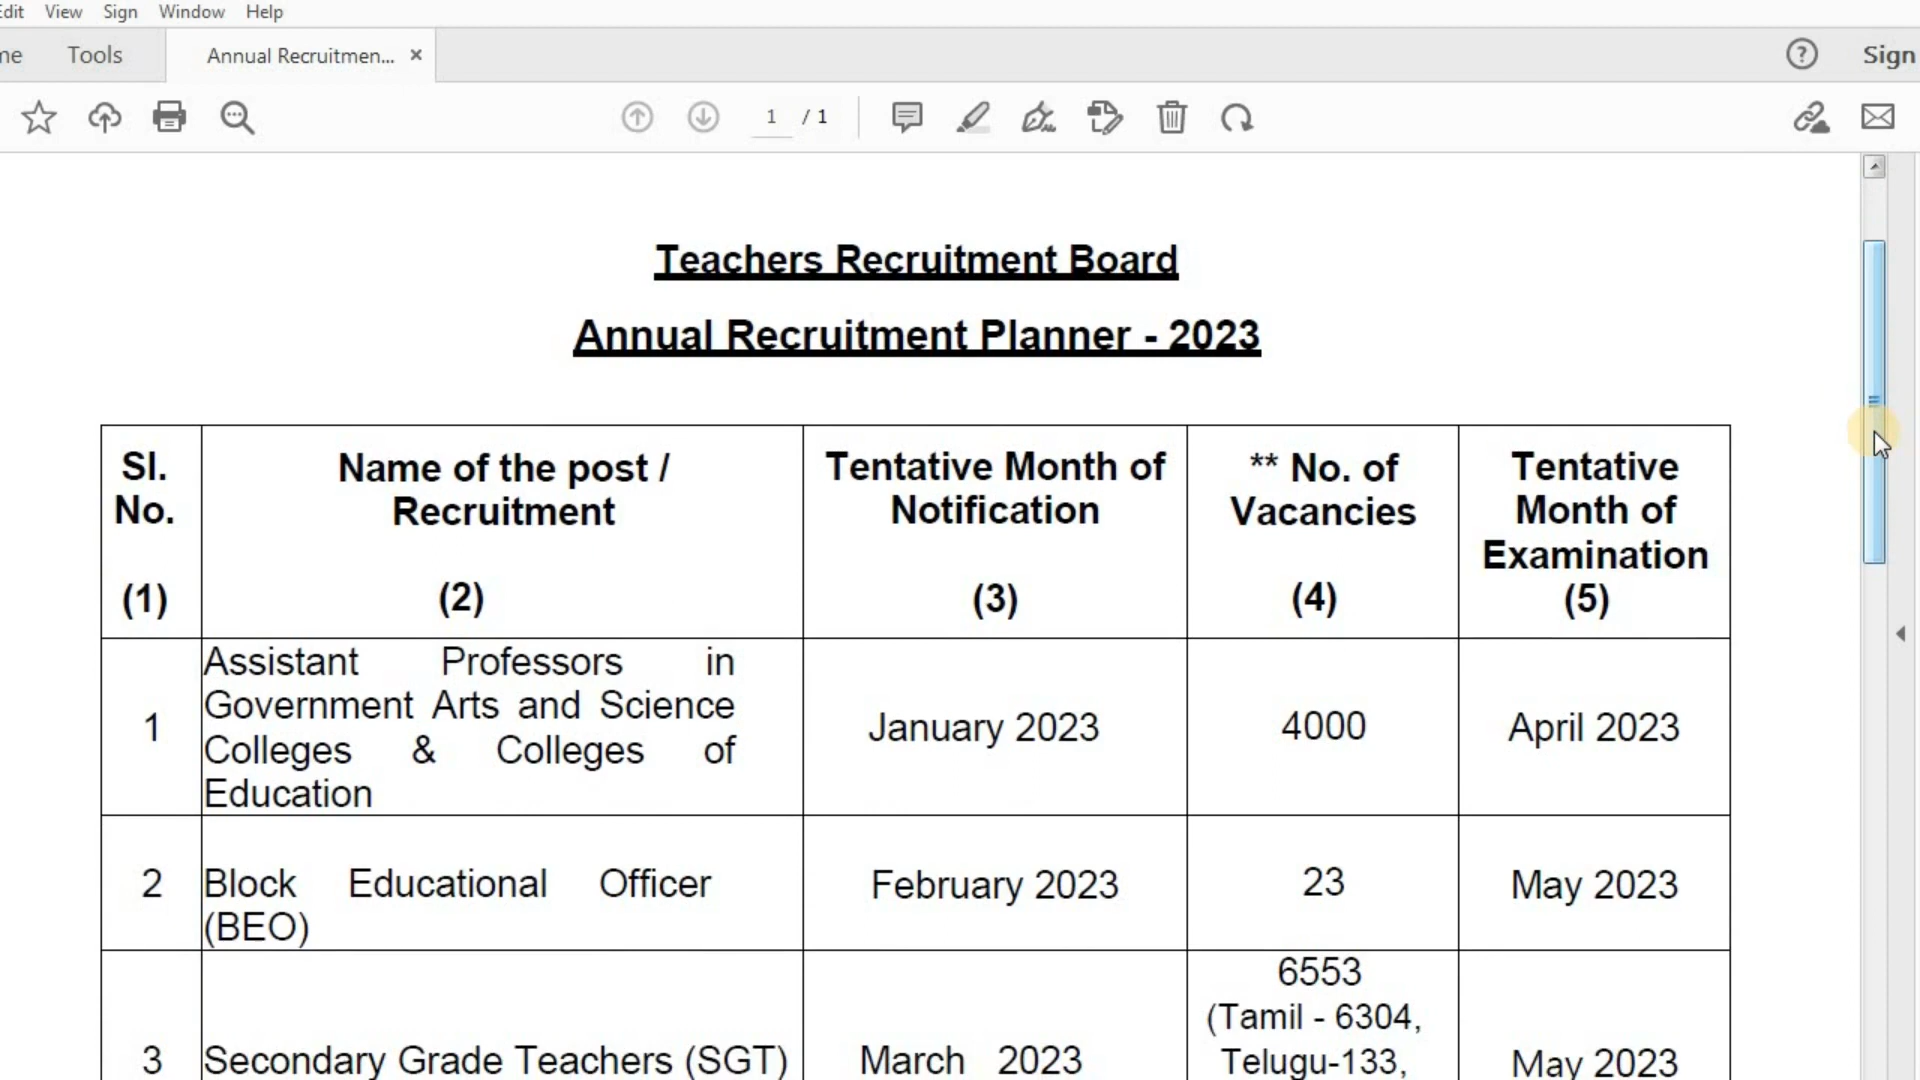 Edit View Sign Window Help
Tools Annual Recruitmen... × ? Sign
1 / 1
Teachers Recruitment Board
Annual Recruitment Planner - 2023
Sl. No. (1)
Name of the post / Recruitment (2)
Tentative Month of Notification (3)
** No. of Vacancies (4)
Tentative Month of Examination (5)
1
Assistant Professors in
Government Arts and Science
Colleges & Colleges of
Education
January 2023
4000
April 2023
2
Block Educational Officer
(BEO)
February 2023
23
May 2023
3
Secondary Grade Teachers (SGT)
March 2023
6553
(Tamil - 6304,
Telugu-133,
May 2023